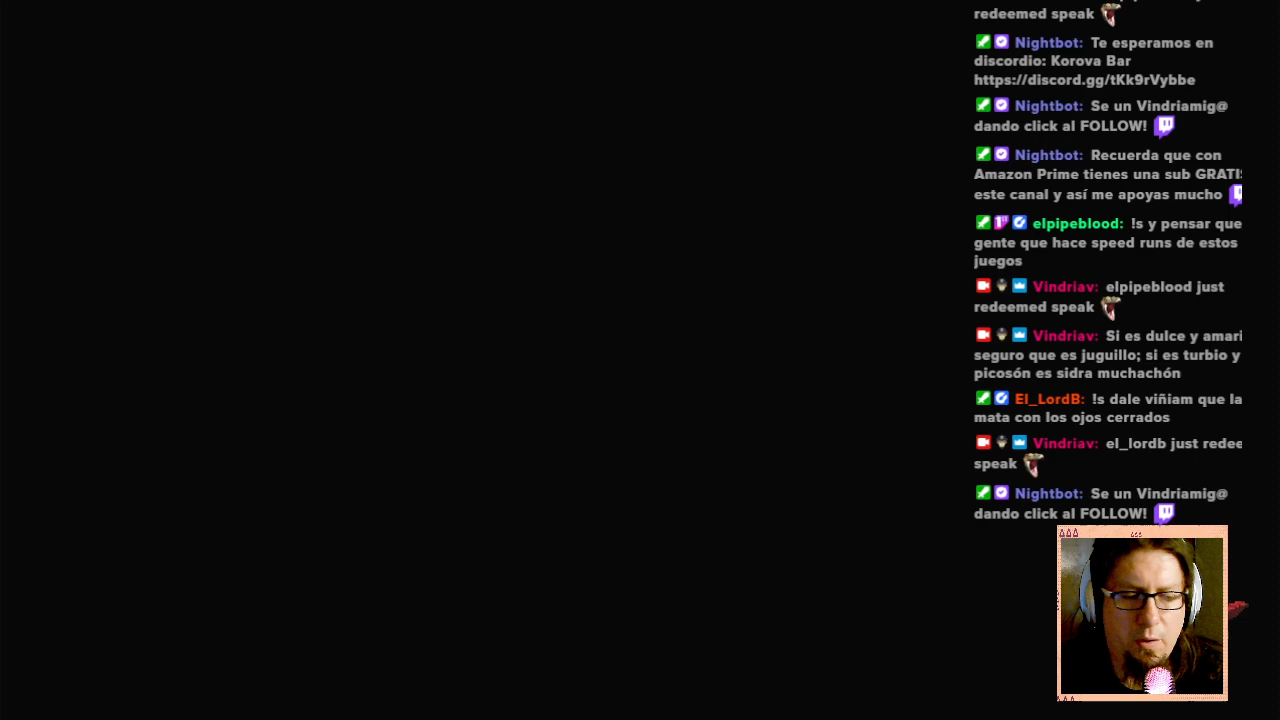 redeemed speak
Nightbot: Te esperamos en
discordio: Korova Bar
https://discord.gg/tKk9rVybbe
Nightbot: Se un Vindriamig@
dando click al FOLLOW!
Nightbot: Recuerda que con
Amazon Prime tienes una sub GRATIS
este canal y así me apoyas mucho
elpipeblood: !s y pensar que
gente que hace speed runs de estos
juegos
Vindriav: elpipeblood just
redeemed speak
Vindriav: Si es dulce y amari
seguro que es juguillo; si es turbio y
picosón es sidra muchachón
El_LordB: !s dale viñiam que la
mata con los ojos cerrados
Vindriav: el_lordb just redee
speak
Nightbot: Se un Vindriamig@
dando click al FOLLOW!